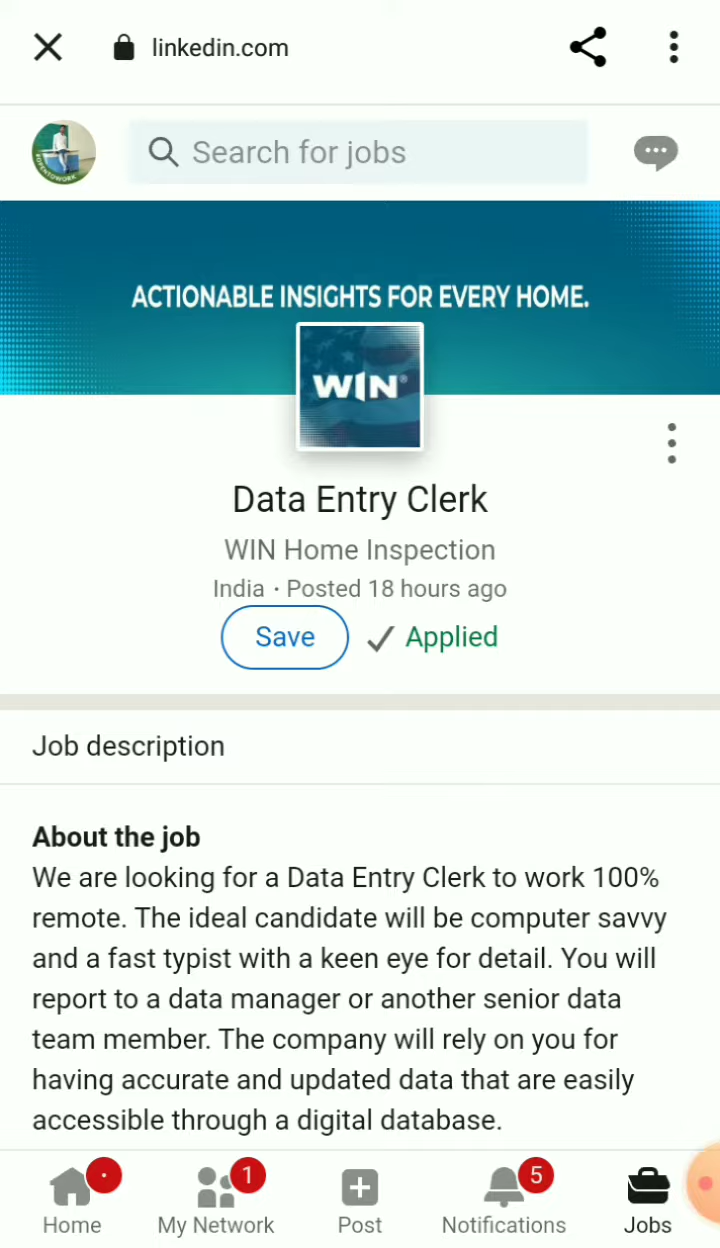 linkedin.com
#OPENTOWORK
Search for jobs
ACTIONABLE INSIGHTS FOR EVERY HOME.
WIN®
Data Entry Clerk
WIN Home Inspection
India · Posted 18 hours ago
Save Applied
Job description
About the job
We are looking for a Data Entry Clerk to work 100%
remote. The ideal candidate will be computer savvy
and a fast typist with a keen eye for detail. You will
report to a data manager or another senior data
team member. The company will rely on you for
having accurate and updated data that are easily
accessible through a digital database.
1 5
Home My Network Post Notifications Jobs